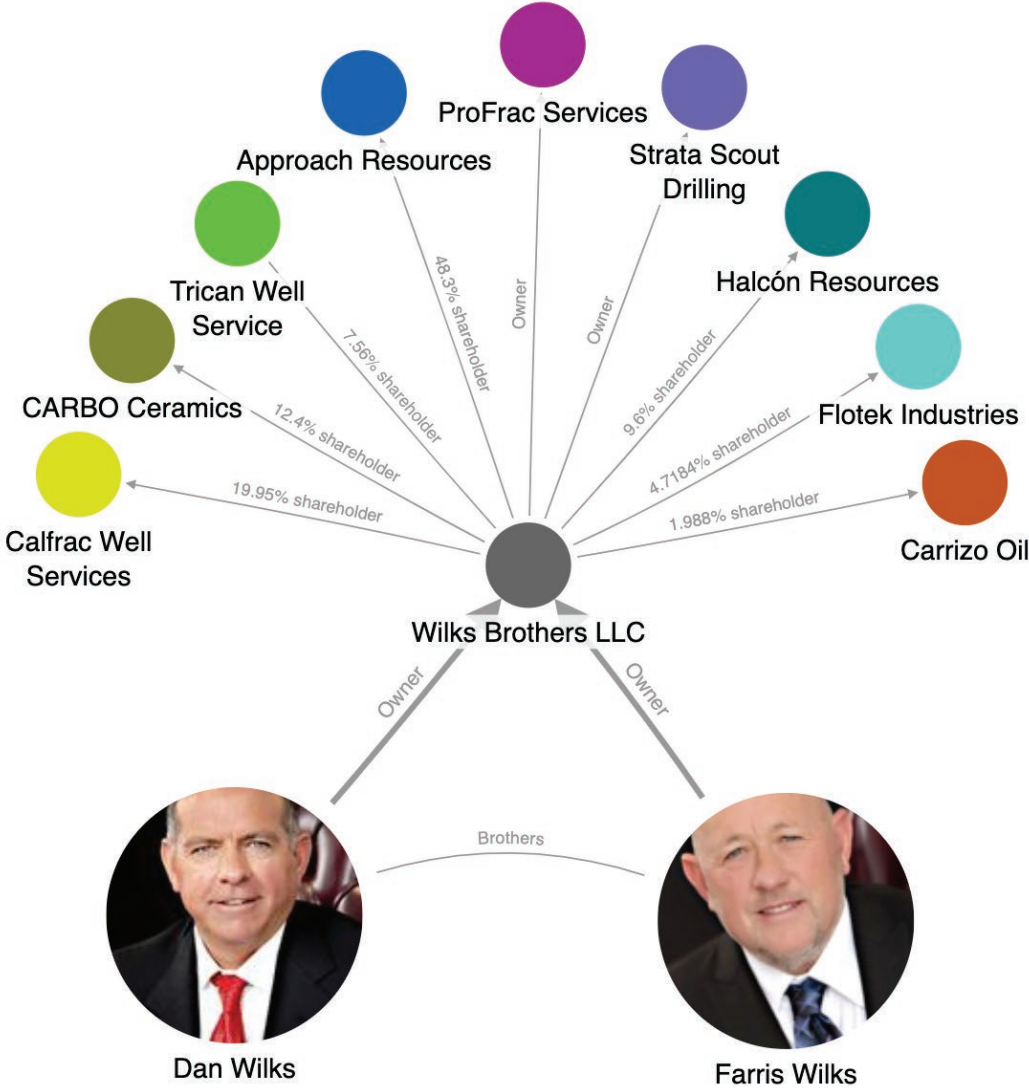 ProFrac Services
Approach Resources
Strata Scout
Drilling
Trican Well
Service
Halcón Resources
CARBO Ceramics
Flotek Industries
Calfrac Well
Services
Carrizo Oil
48.3% shareholder
Owner
Owner
7.56% shareholder
9.6% shareholder
12.4% shareholder
4.7184% shareholder
19.95% shareholder
1.988% shareholder
Wilks Brothers LLC
Owner
Owner
Brothers
Dan Wilks
Farris Wilks